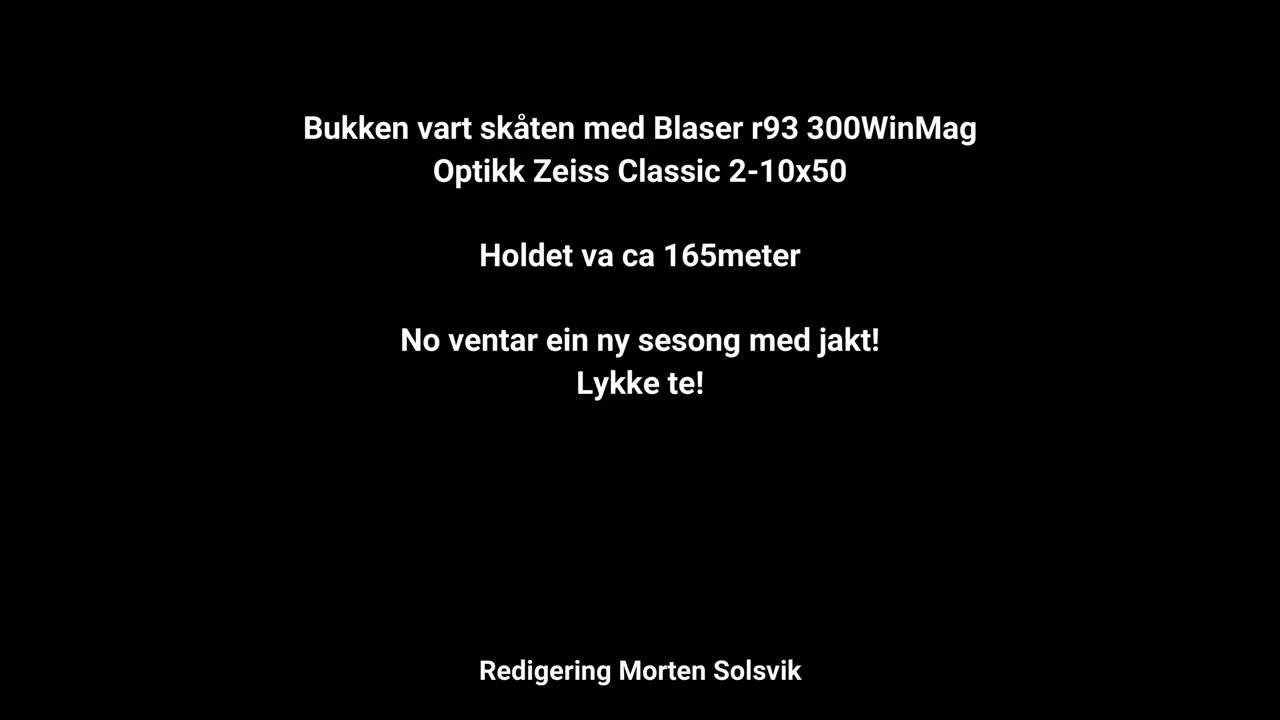 Bukken vart skåten med Blaser r93 300WinMag
Optikk Zeiss Classic 2-10x50
Holdet va ca 165meter
No ventar ein ny sesong med jakt!
Lykke te!
Redigering Morten Solsvik